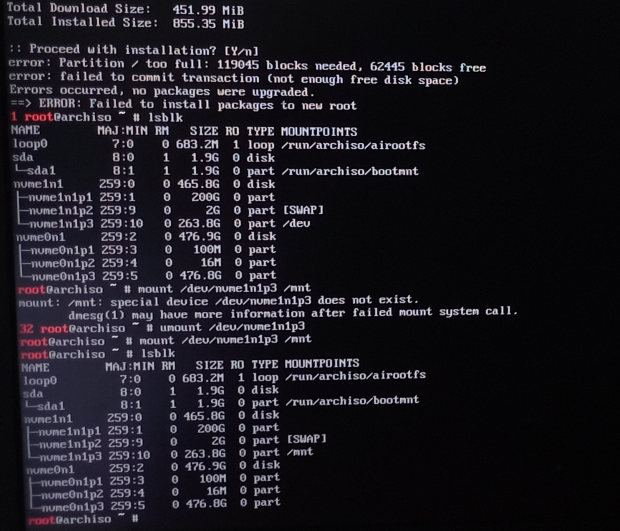 Total Download Size:   451.99 MiB
Total Installed Size:  855.35 MiB

:: Proceed with installation? [Y/n]
error: Partition / too full: 119045 blocks needed, 62445 blocks free
error: failed to commit transaction (not enough free disk space)
Errors occurred, no packages were upgraded.
==> ERROR: Failed to install packages to new root
1 root@archiso ~ # lsblk
NAME        MAJ:MIN RM   SIZE RO TYPE MOUNTPOINTS
loop0         7:0    0 683.2M  1 loop /run/archiso/airootfs
sda           8:0    1   1.9G  0 disk
└─sda1        8:1    1   1.9G  0 part /run/archiso/bootmnt
nvme1n1     259:0    0 465.8G  0 disk
├─nvme1n1p1 259:1    0   200G  0 part
├─nvme1n1p2 259:9    0     2G  0 part [SWAP]
└─nvme1n1p3 259:10   0 263.8G  0 part /dev
nvme0n1     259:2    0 476.9G  0 disk
├─nvme0n1p1 259:3    0   100M  0 part
├─nvme0n1p2 259:4    0    16M  0 part
└─nvme0n1p3 259:5    0 476.8G  0 part
root@archiso ~ # mount /dev/nvme1n1p3 /mnt
mount: /mnt: special device /dev/nvme1n1p3 does not exist.
       dmesg(1) may have more information after failed mount system call.
32 root@archiso ~ # umount /dev/nvme1n1p3
root@archiso ~ # mount /dev/nvme1n1p3 /mnt
root@archiso ~ # lsblk
NAME        MAJ:MIN RM   SIZE RO TYPE MOUNTPOINTS
loop0         7:0    0 683.2M  1 loop /run/archiso/airootfs
sda           8:0    1   1.9G  0 disk
└─sda1        8:1    1   1.9G  0 part /run/archiso/bootmnt
nvme1n1     259:0    0 465.8G  0 disk
├─nvme1n1p1 259:1    0   200G  0 part
├─nvme1n1p2 259:9    0     2G  0 part [SWAP]
└─nvme1n1p3 259:10   0 263.8G  0 part /mnt
nvme0n1     259:2    0 476.9G  0 disk
├─nvme0n1p1 259:3    0   100M  0 part
├─nvme0n1p2 259:4    0    16M  0 part
└─nvme0n1p3 259:5    0 476.8G  0 part
root@archiso ~ #